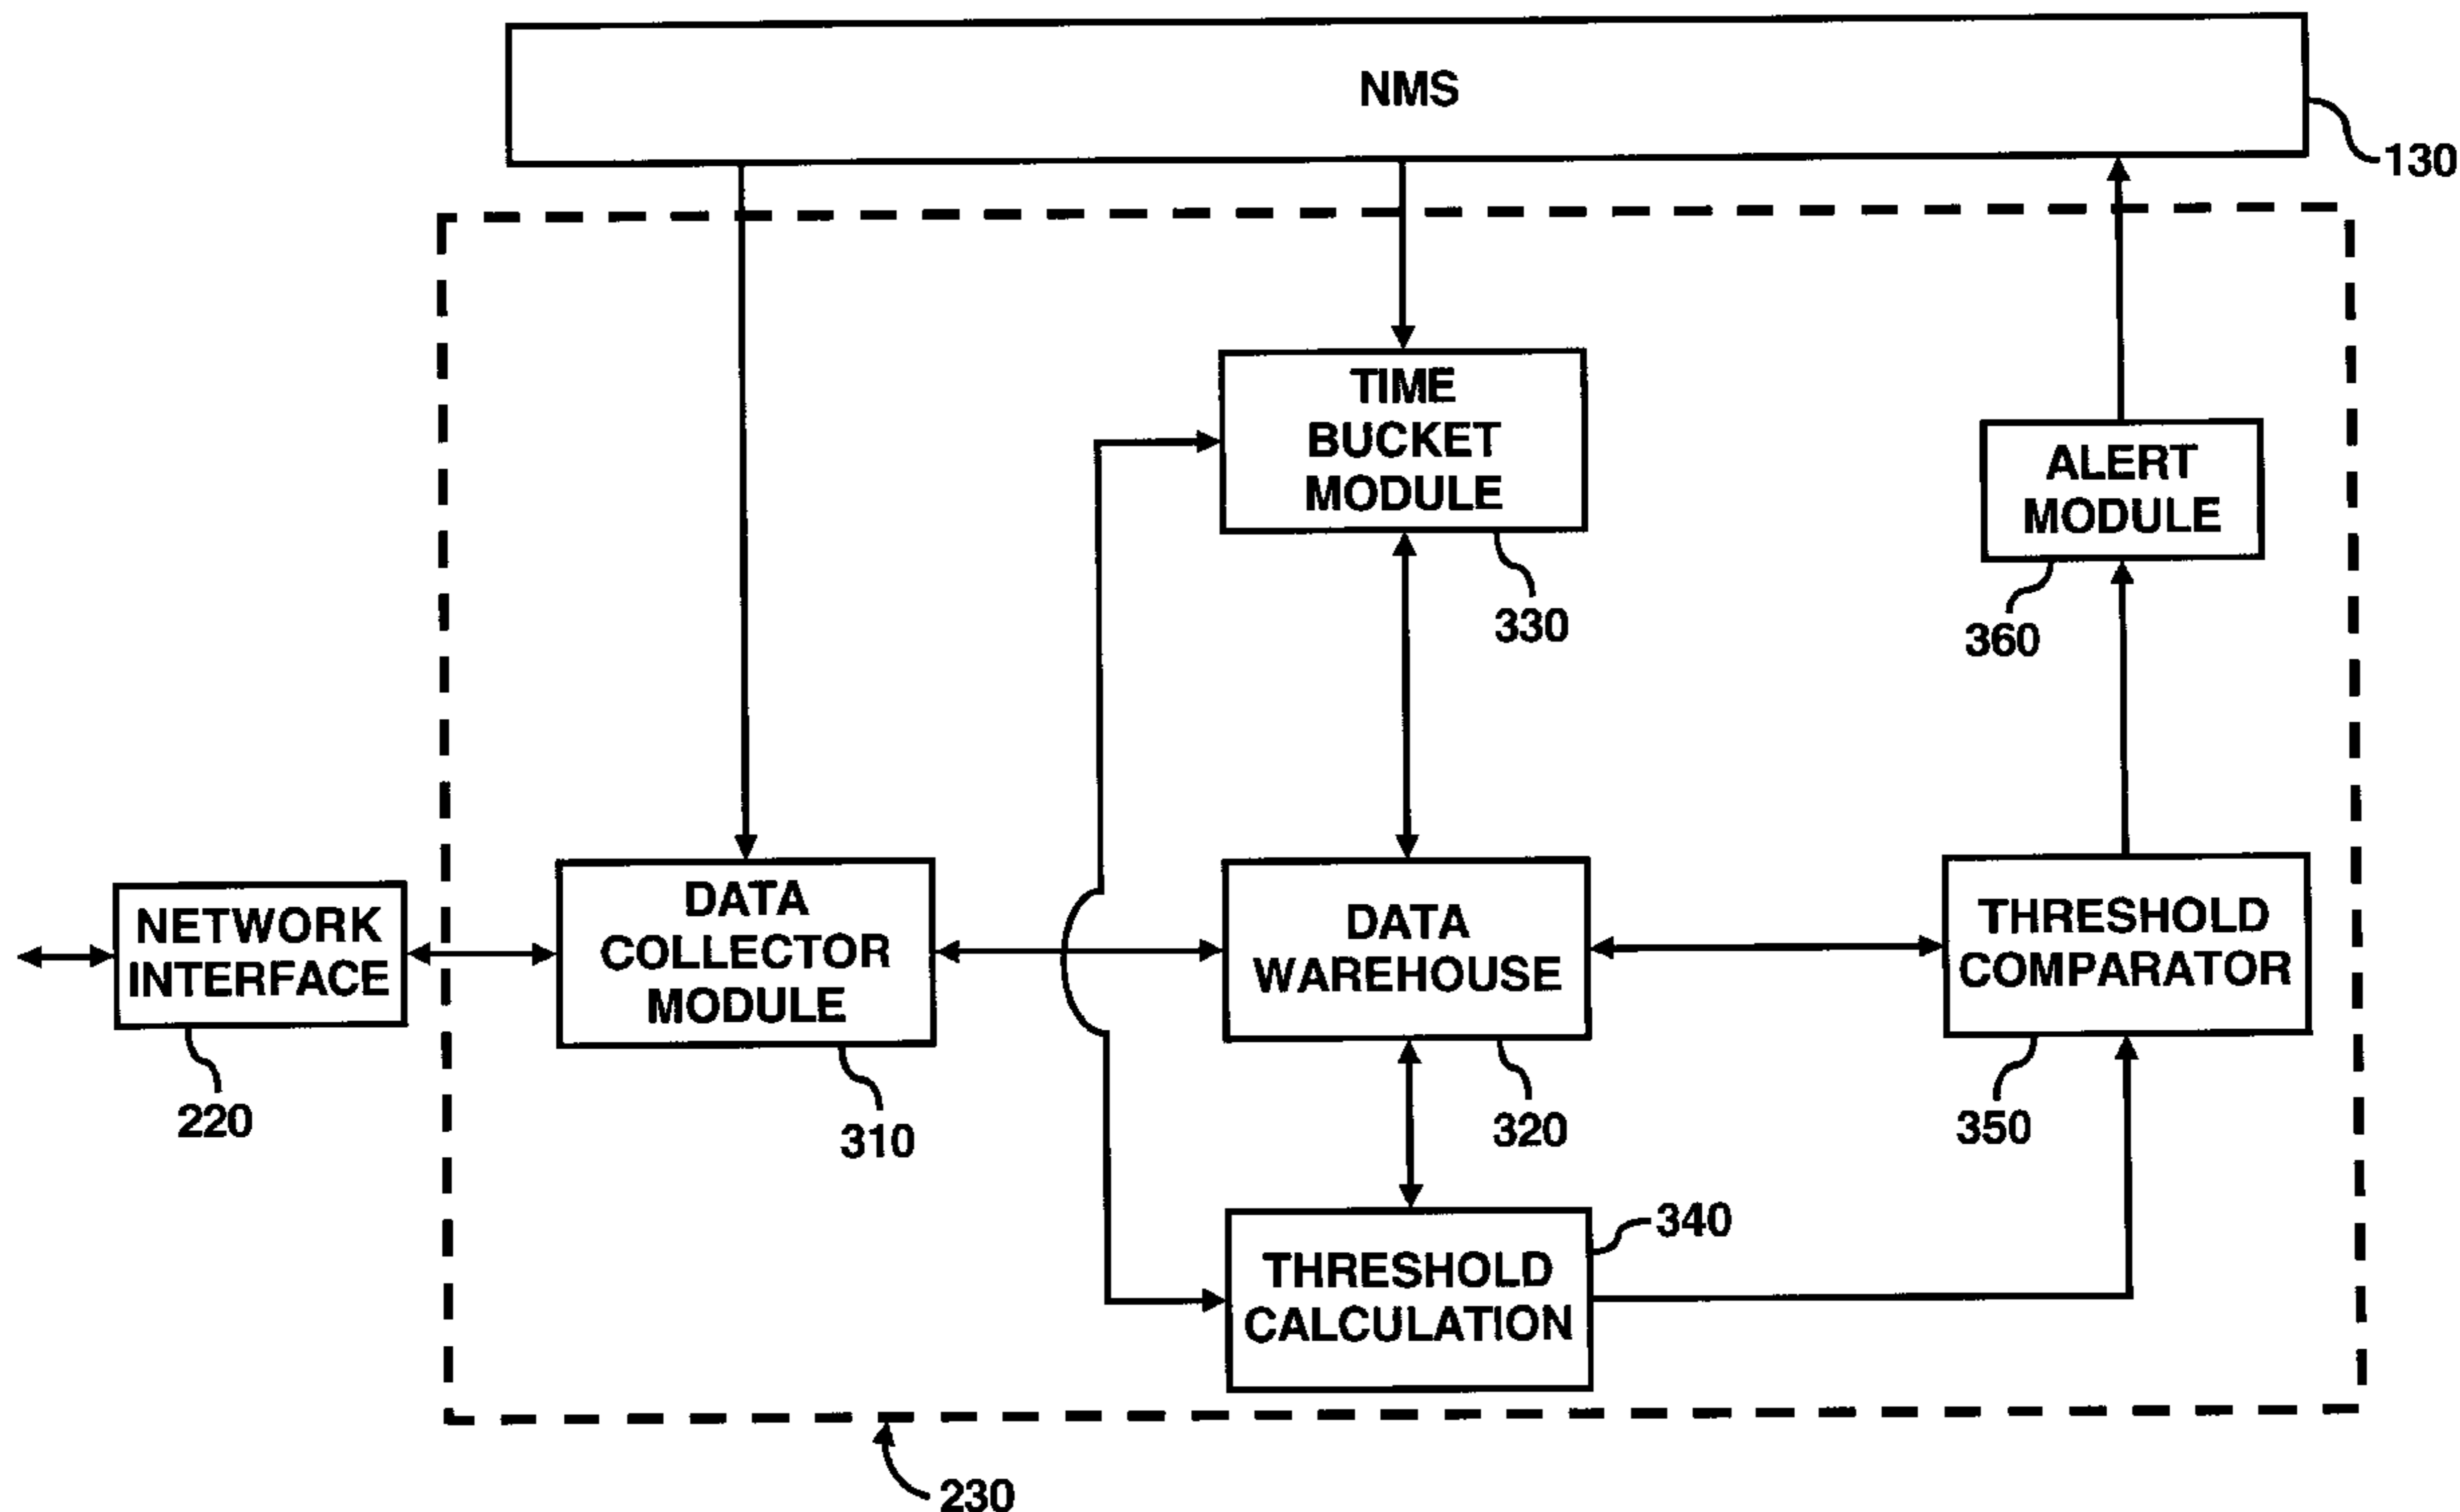 NMS
130
TIME
BUCKET
MODULE
330
ALERT
MODULE
360
NETWORK
INTERFACE
220
DATA
COLLECTOR
MODULE
310
DATA
WAREHOUSE
320
THRESHOLD
COMPARATOR
350
THRESHOLD
CALCULATION
340
230